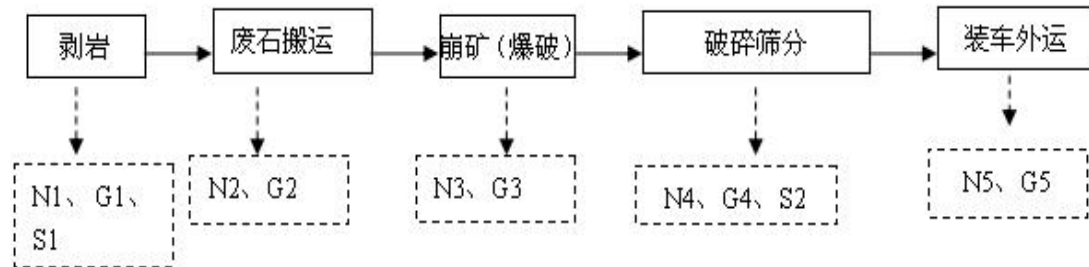 剥岩
废石搬运
崩矿（爆破）
破碎筛分
装车外运
N1、G1、
S1
N2、G2
N3、G3
N4、G4、S2
N5、G5